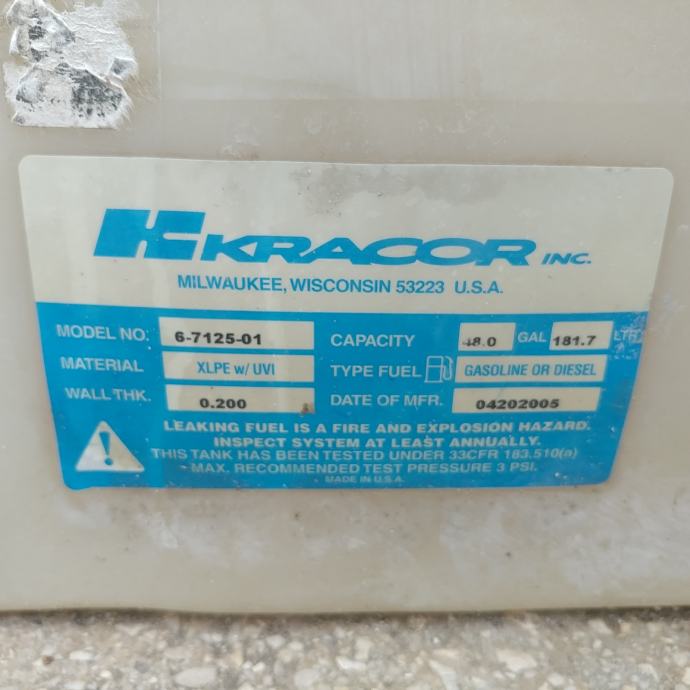 KRACOR INC.
MILWAUKEE, WISCONSIN 53223 U.S.A.
MODEL NO: 6-7125-01 CAPACITY 48.0 GAL 181.7 LTR
MATERIAL XLPE w/ UVI TYPE FUEL GASOLINE OR DIESEL
WALL THK. 0.200 DATE OF MFR. 04202005
LEAKING FUEL IS A FIRE AND EXPLOSION HAZARD.
INSPECT SYSTEM AT LEAST ANNUALLY.
THIS TANK HAS BEEN TESTED UNDER 33CFR 183.510(a)
MAX. RECOMMENDED TEST PRESSURE 3 PSI.
MADE IN U.S.A.